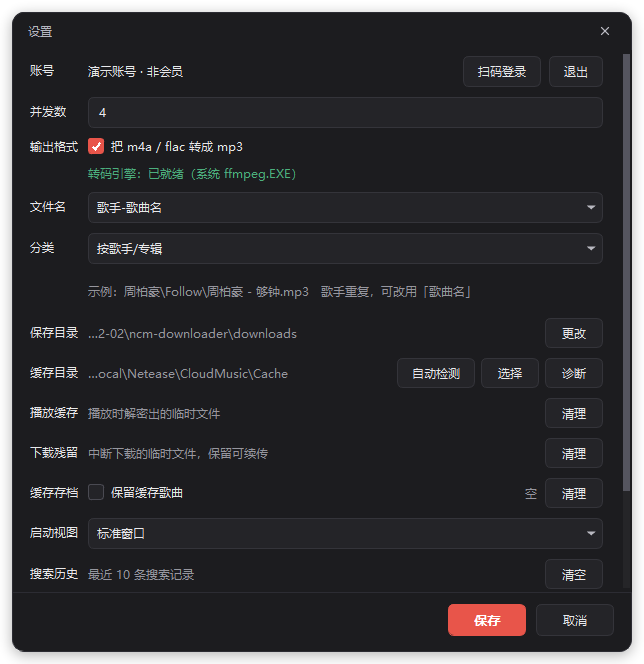 设置
账号 演示账号 · 非会员 扫码登录 退出
并发数 4
输出格式 把 m4a / flac 转成 mp3
转码引擎：已就绪（系统 ffmpeg.EXE）
文件名 歌手-歌曲名
分类 按歌手/专辑
示例：周柏豪\Follow\周柏豪 - 够钟.mp3 歌手重复，可改用「歌曲名」
保存目录 ...2-02\ncm-downloader\downloads 更改
缓存目录 ...ocal\Netease\CloudMusic\Cache 自动检测 选择 诊断
播放缓存 播放时解密出的临时文件 清理
下载残留 中断下载的临时文件，保留可续传 清理
缓存存档 保留缓存歌曲 空 清理
启动视图 标准窗口
搜索历史 最近 10 条搜索记录 清空
保存 取消